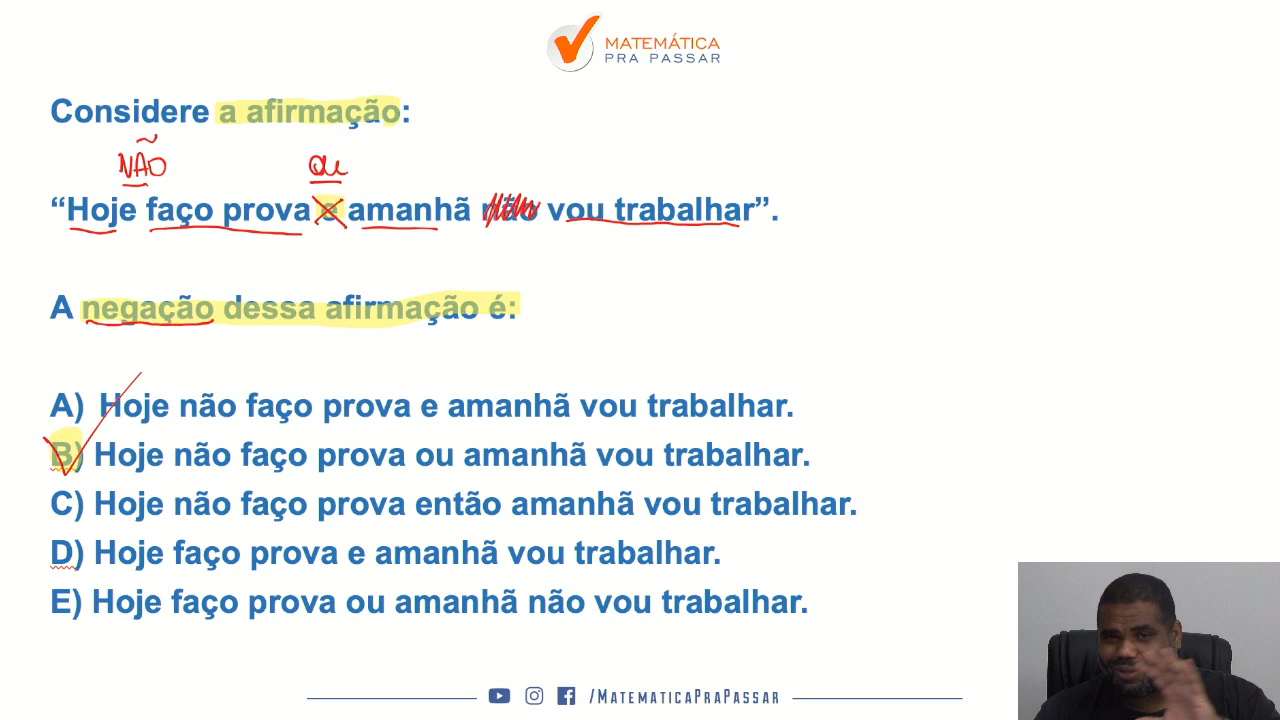 MATEMÁTICA
PRA PASSAR
Considere a afirmação:
NÃO ou
“Hoje faço prova e amanhã não vou trabalhar”.
A negação dessa afirmação é:
A) Hoje não faço prova e amanhã vou trabalhar.
B) Hoje não faço prova ou amanhã vou trabalhar.
C) Hoje não faço prova então amanhã vou trabalhar.
D) Hoje faço prova e amanhã vou trabalhar.
E) Hoje faço prova ou amanhã não vou trabalhar.
/MATEMATICAPRAPASSAR